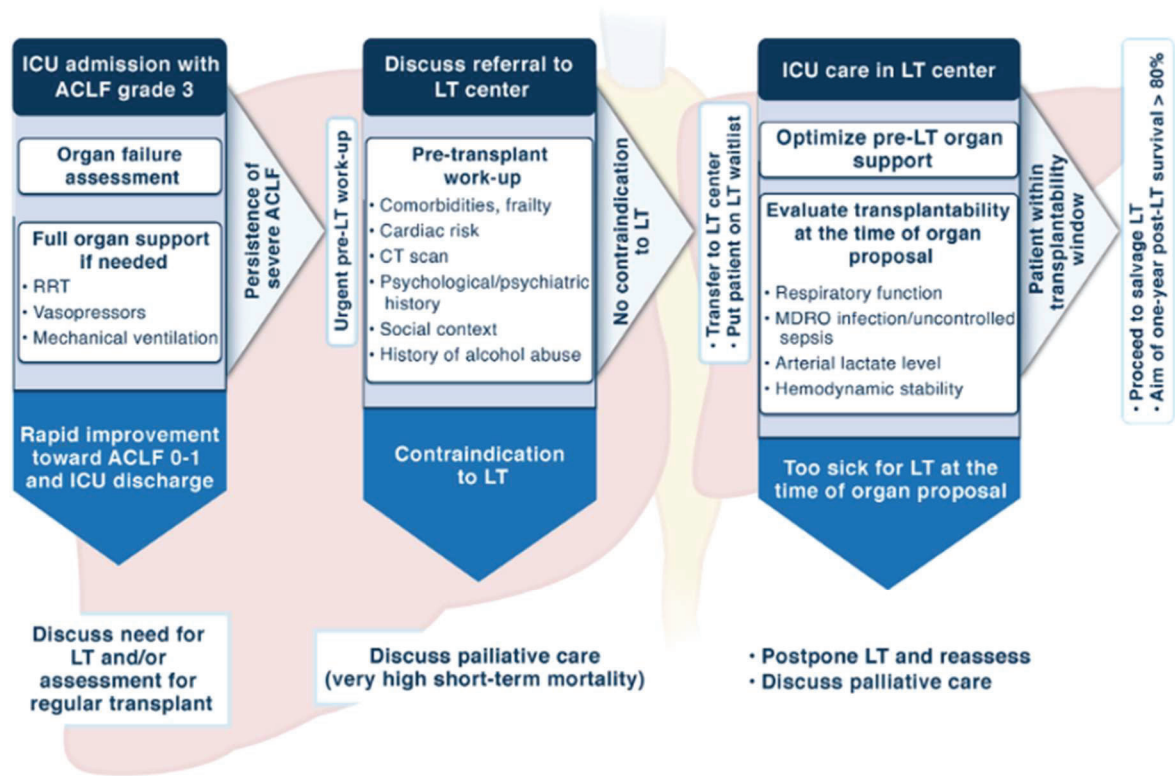 ICU admission with
ACLF grade 3
Organ failure
assessment
Full organ support
if needed
• RRT
• Vasopressors
• Mechanical ventilation
Rapid improvement
toward ACLF 0-1
and ICU discharge
Discuss need for
LT and/or
assessment for
regular transplant
Persistence of
severe ACLF
Urgent pre-LT work-up
Discuss referral to
LT center
Pre-transplant
work-up
• Comorbidities, frailty
• Cardiac risk
• CT scan
• Psychological/psychiatric
history
• Social context
• History of alcohol abuse
Contraindication
to LT
Discuss palliative care
(very high short-term mortality)
No contraindication
to LT
• Transfer to LT center
• Put patient on LT waitlist
ICU care in LT center
Optimize pre-LT organ
support
Evaluate transplantability
at the time of organ
proposal
• Respiratory function
• MDRO infection/uncontrolled
sepsis
• Arterial lactate level
• Hemodynamic stability
Too sick for LT at the
time of organ proposal
• Postpone LT and reassess
• Discuss palliative care
Patient within
transplantability
window
• Proceed to salvage LT
• Aim of one-year post-LT survival > 80%